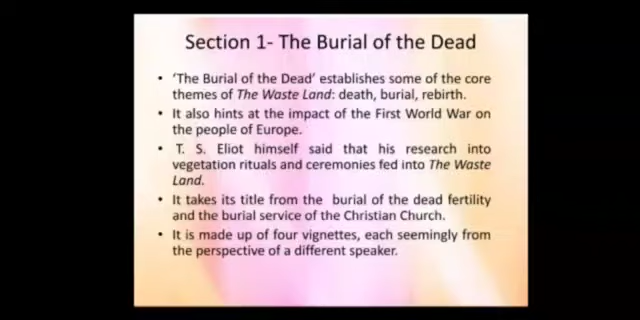 Section 1- The Burial of the Dead
• ‘The Burial of the Dead’ establishes some of the core
themes of The Waste Land: death, burial, rebirth.
• It also hints at the impact of the First World War on
the people of Europe.
• T. S. Eliot himself said that his research into
vegetation rituals and ceremonies fed into The Waste
Land.
• It takes its title from the burial of the dead fertility
and the burial service of the Christian Church.
• It is made up of four vignettes, each seemingly from
the perspective of a different speaker.